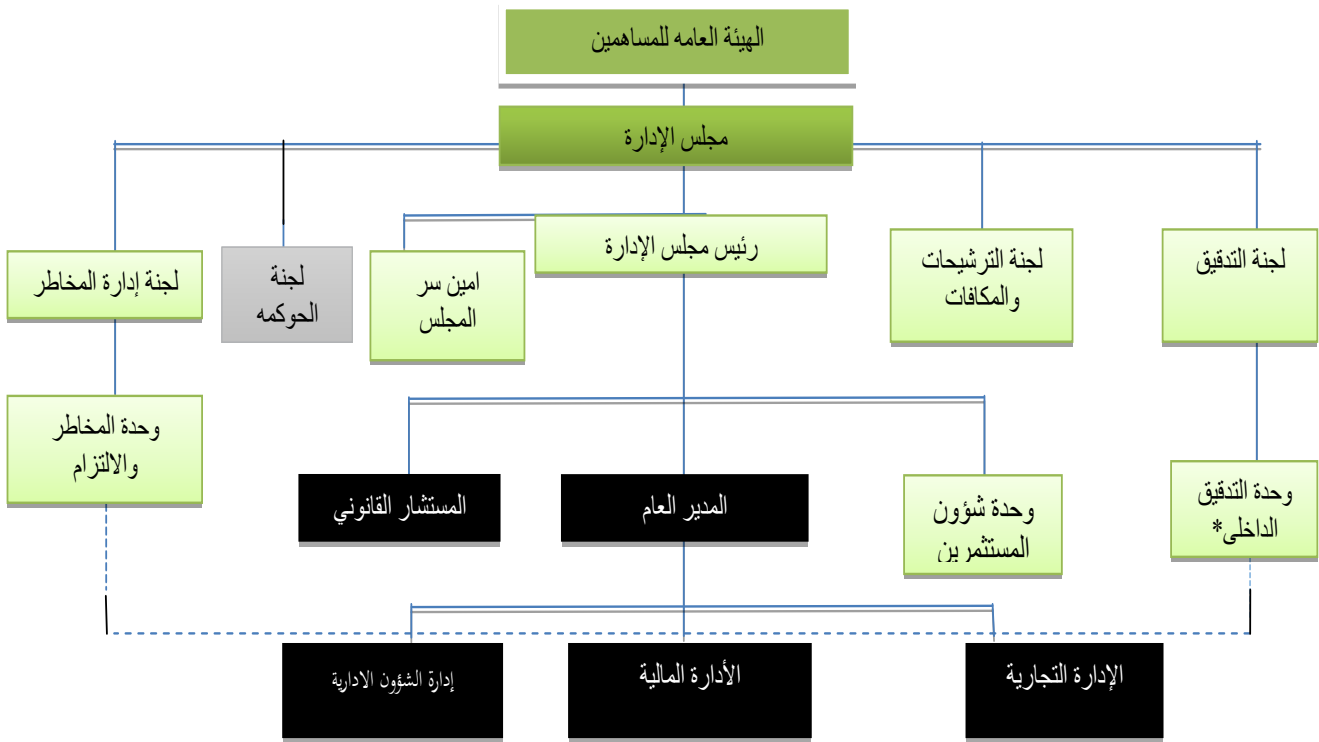 الهيئة العامه للمساهمين
مجلس الإدارة
رئيس مجلس الإدارة
لجنة التدقيق
لجنة الترشيحات
والمكافات
امين سر
المجلس
لجنة
الحوكمه
لجنة إدارة المخاطر
وحدة المخاطر
والالتزام
وحدة التدقيق
الداخلى*
وحدة شؤون
المستثمرين
المدير العام
المستشار القانوني
الإدارة التجارية
الأدارة المالية
إدارة الشؤون الادارية